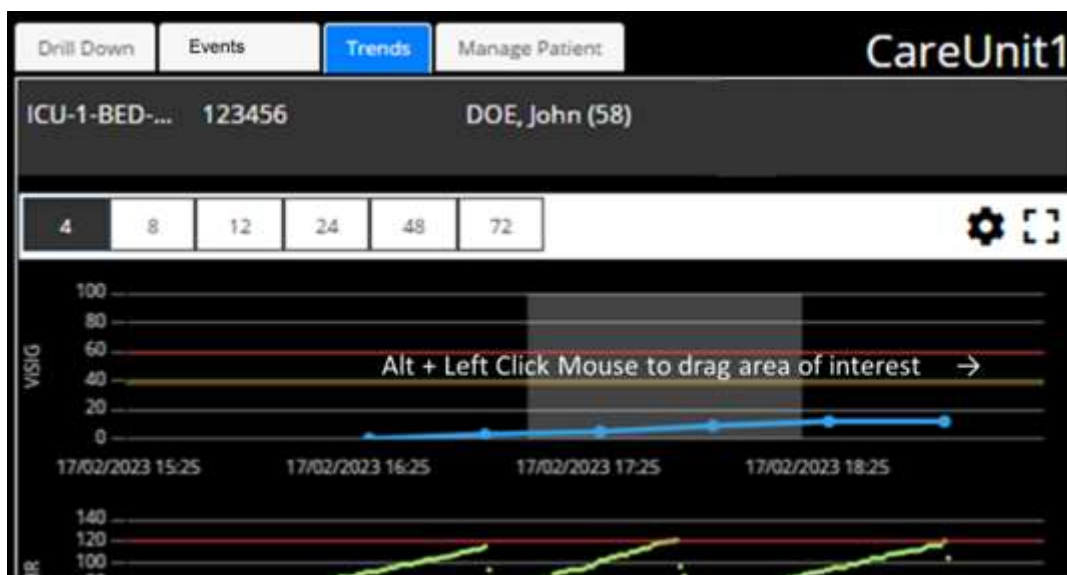 Drill Down Events Trends Manage Patient CareUnit1
ICU-1-BED-... 123456 DOE, John (58)
4 8 12 24 48 72
100
80
60
Alt + Left Click Mouse to drag area of interest →
40
20
0
VISIG
17/02/2023 15:25 17/02/2023 16:25 17/02/2023 17:25 17/02/2023 18:25
140
120
100